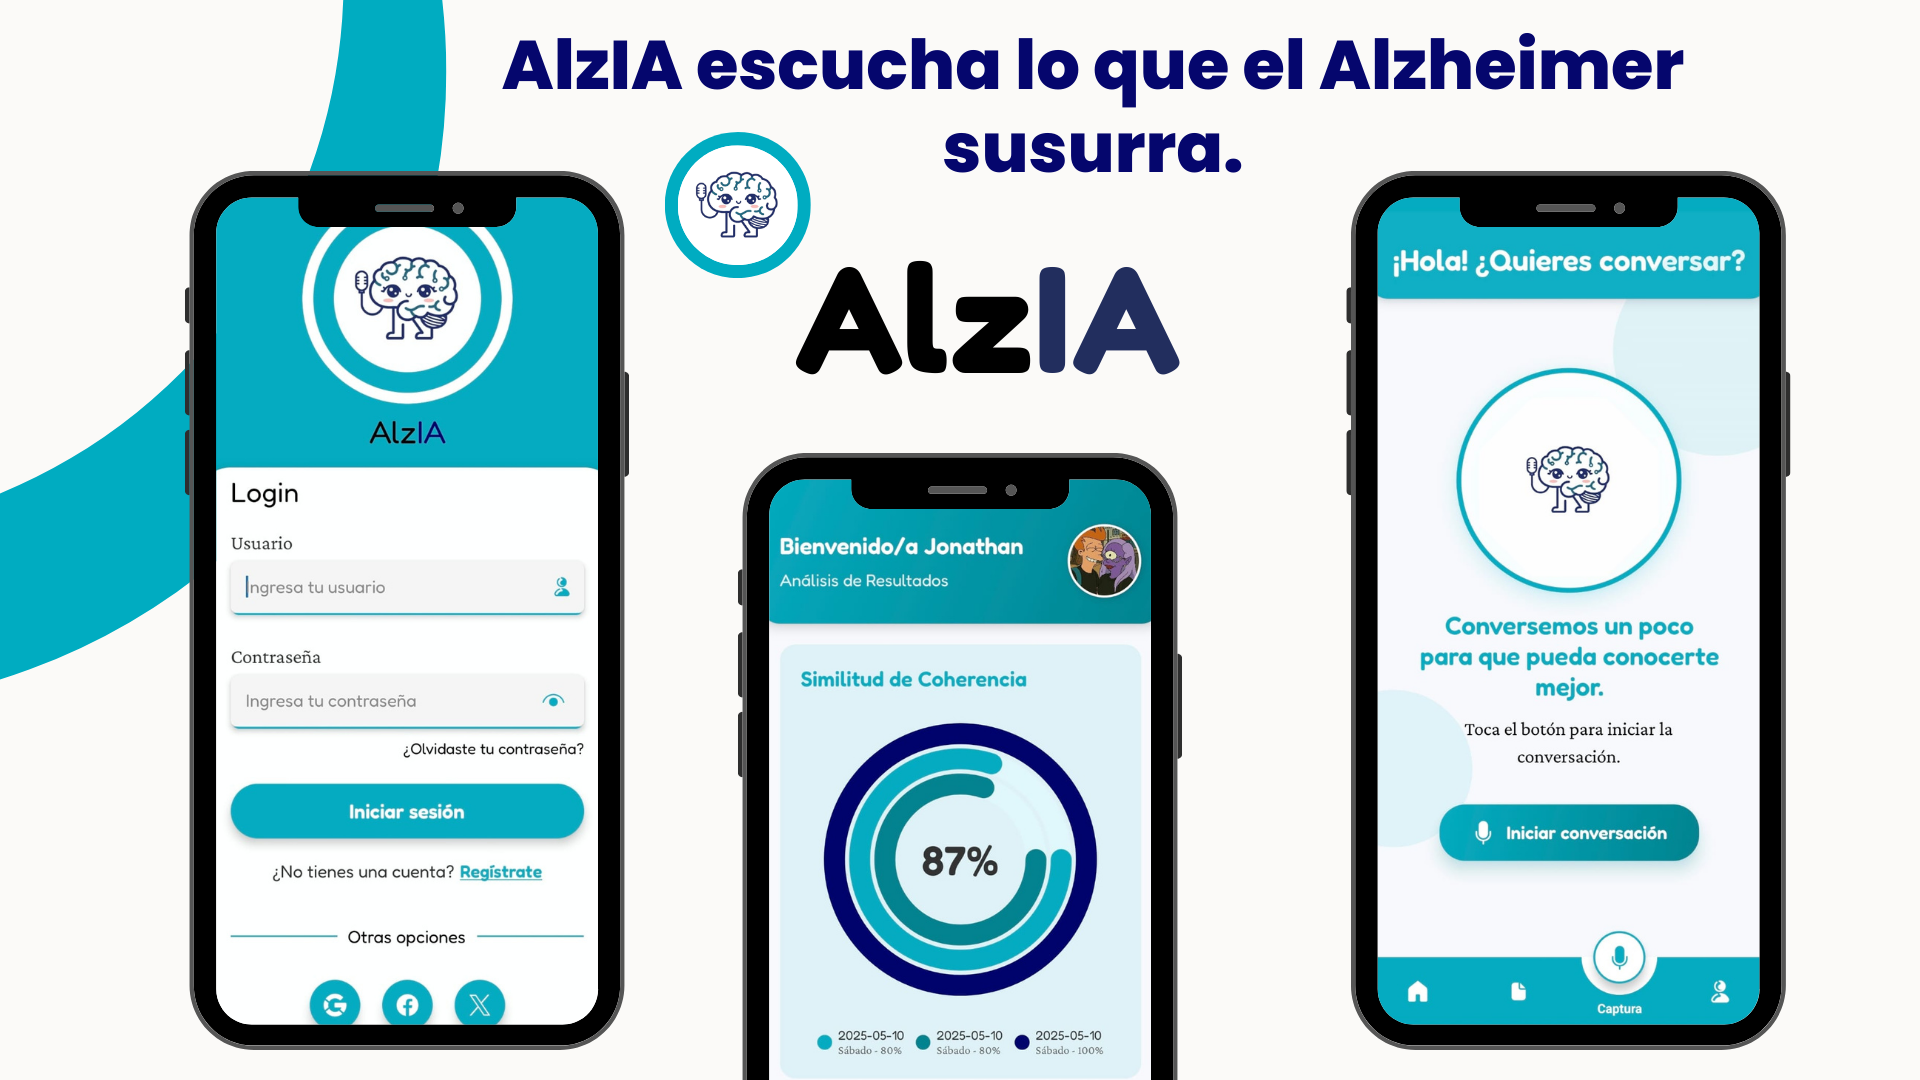 AlzIA escucha lo que el Alzheimer
susurra.
AlzIA
AlzIA
Login
Usuario
Ingresa tu usuario
Contraseña
Ingresa tu contraseña
¿Olvidaste tu contraseña?
Iniciar sesión
¿No tienes una cuenta? Regístrate
Otras opciones
Bienvenido/a Jonathan
Análisis de Resultados
Similitud de Coherencia
87%
2025-05-10
Sábado - 80%
2025-05-10
Sábado - 80%
2025-05-10
Sábado - 100%
¡Hola! ¿Quieres conversar?
Conversemos un poco
para que pueda conocerte
mejor.
Toca el botón para iniciar la
conversación.
Iniciar conversación
Captura